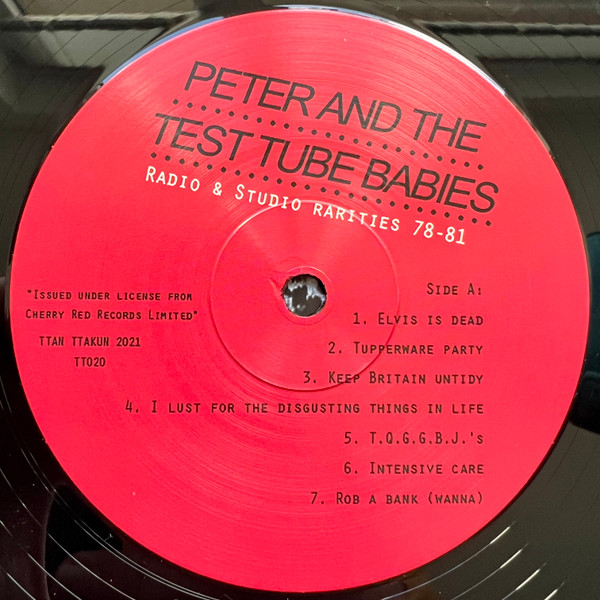 PETER AND THE
TEST TUBE BABIES
RADIO & STUDIO RARITIES 78-81
"ISSUED UNDER LICENSE FROM
CHERRY RED RECORDS LIMITED"
TTAN TTAKUN 2021
TT020
SIDE A:
1. ELVIS IS DEAD
2. TUPPERWARE PARTY
3. KEEP BRITAIN UNTIDY
4. I LUST FOR THE DISGUSTING THINGS IN LIFE
5. T.Q.G.G.B.J.'s
6. INTENSIVE CARE
7. ROB A BANK (WANNA)